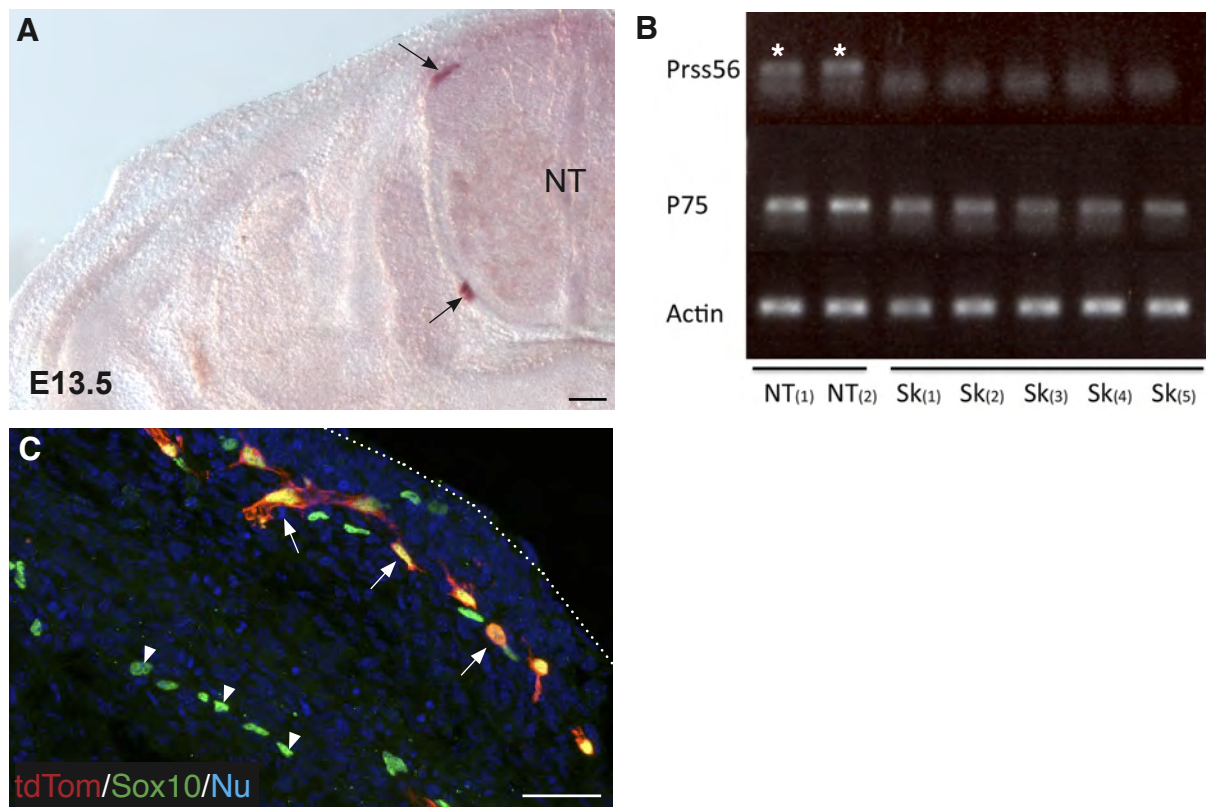 A
NT
E13.5
B
* *
Prss56
P75
Actin
NT(1) NT(2) Sk(1) Sk(2) Sk(3) Sk(4) Sk(5)
C
tdTom/Sox10/Nu